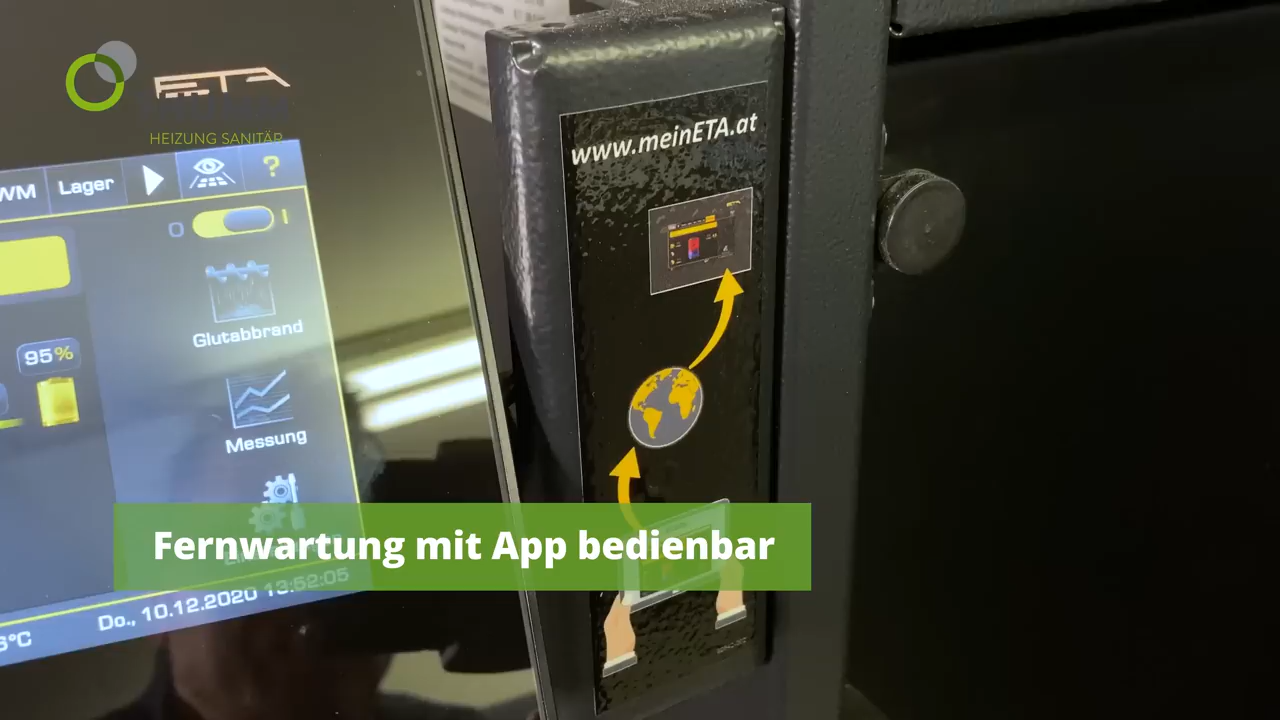 ETA
HEIZUNG SANITÄR
WM
Lager
?
O
I
Glutabbrand
95%
Messung
6°C
Do., 10.12.2020 13:52:05
www.meinETA.at
Fernwartung mit App bedienbar